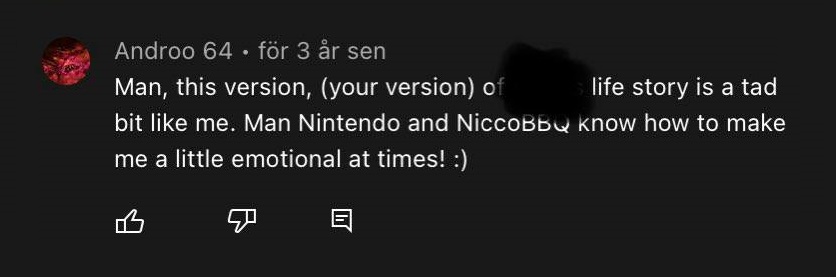 Androo 64 • för 3 år sen
Man, this version, (your version) of life story is a tad
bit like me. Man Nintendo and NiccoBBQ know how to make
me a little emotional at times! :)